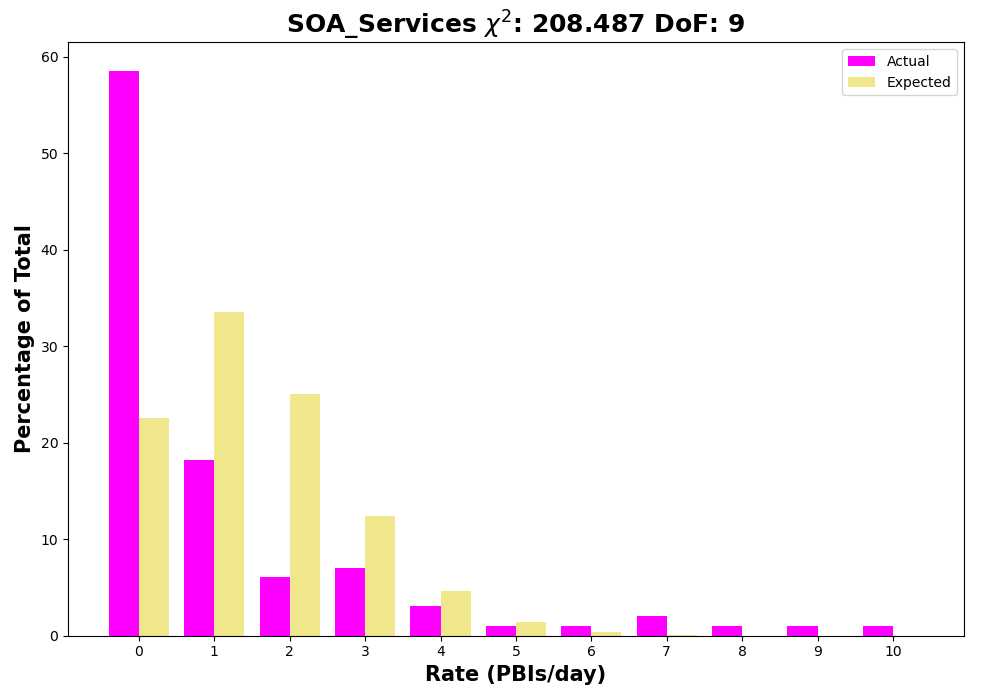 SOA_Services χ²: 208.487 DoF: 9
Actual
Expected
Percentage of Total
60
50
40
30
20
10
0
0 1 2 3 4 5 6 7 8 9 10
Rate (PBIs/day)